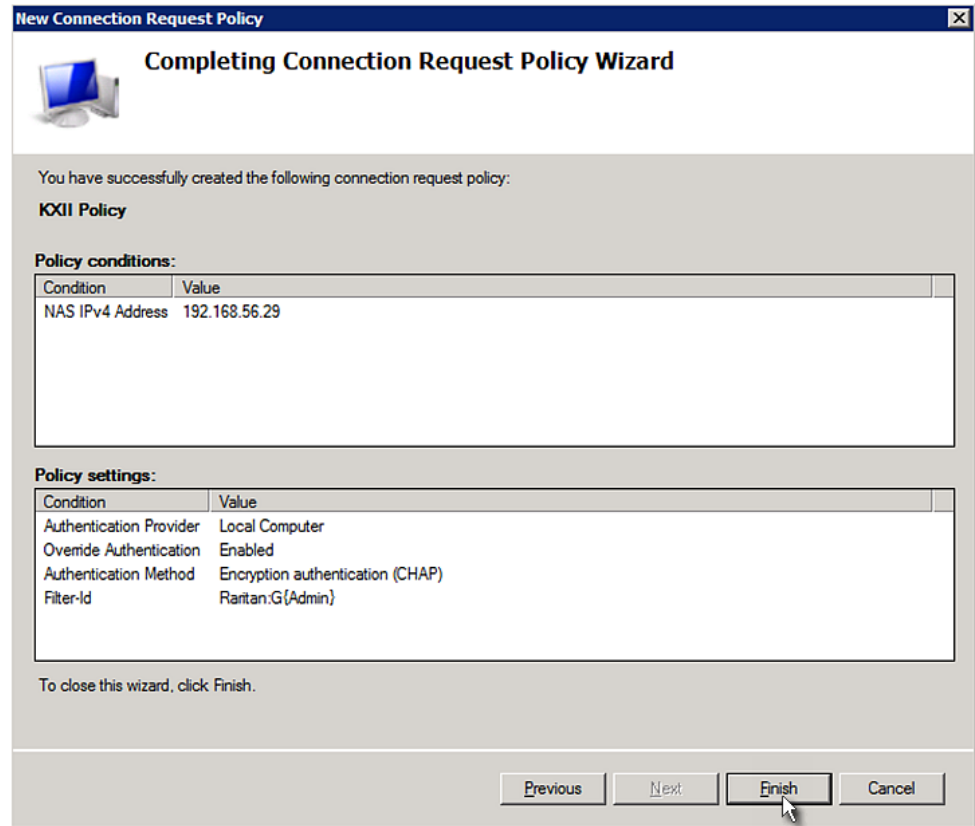 New Connection Request Policy
Completing Connection Request Policy Wizard
You have successfully created the following connection request policy:
KXII Policy
Policy conditions:
Condition Value
NAS IPv4 Address 192.168.56.29
Policy settings:
Condition Value
Authentication Provider Local Computer
Override Authentication Enabled
Authentication Method Encryption authentication (CHAP)
Filter-Id Raritan:G{Admin}
To close this wizard, click Finish.
Previous Next Finish Cancel